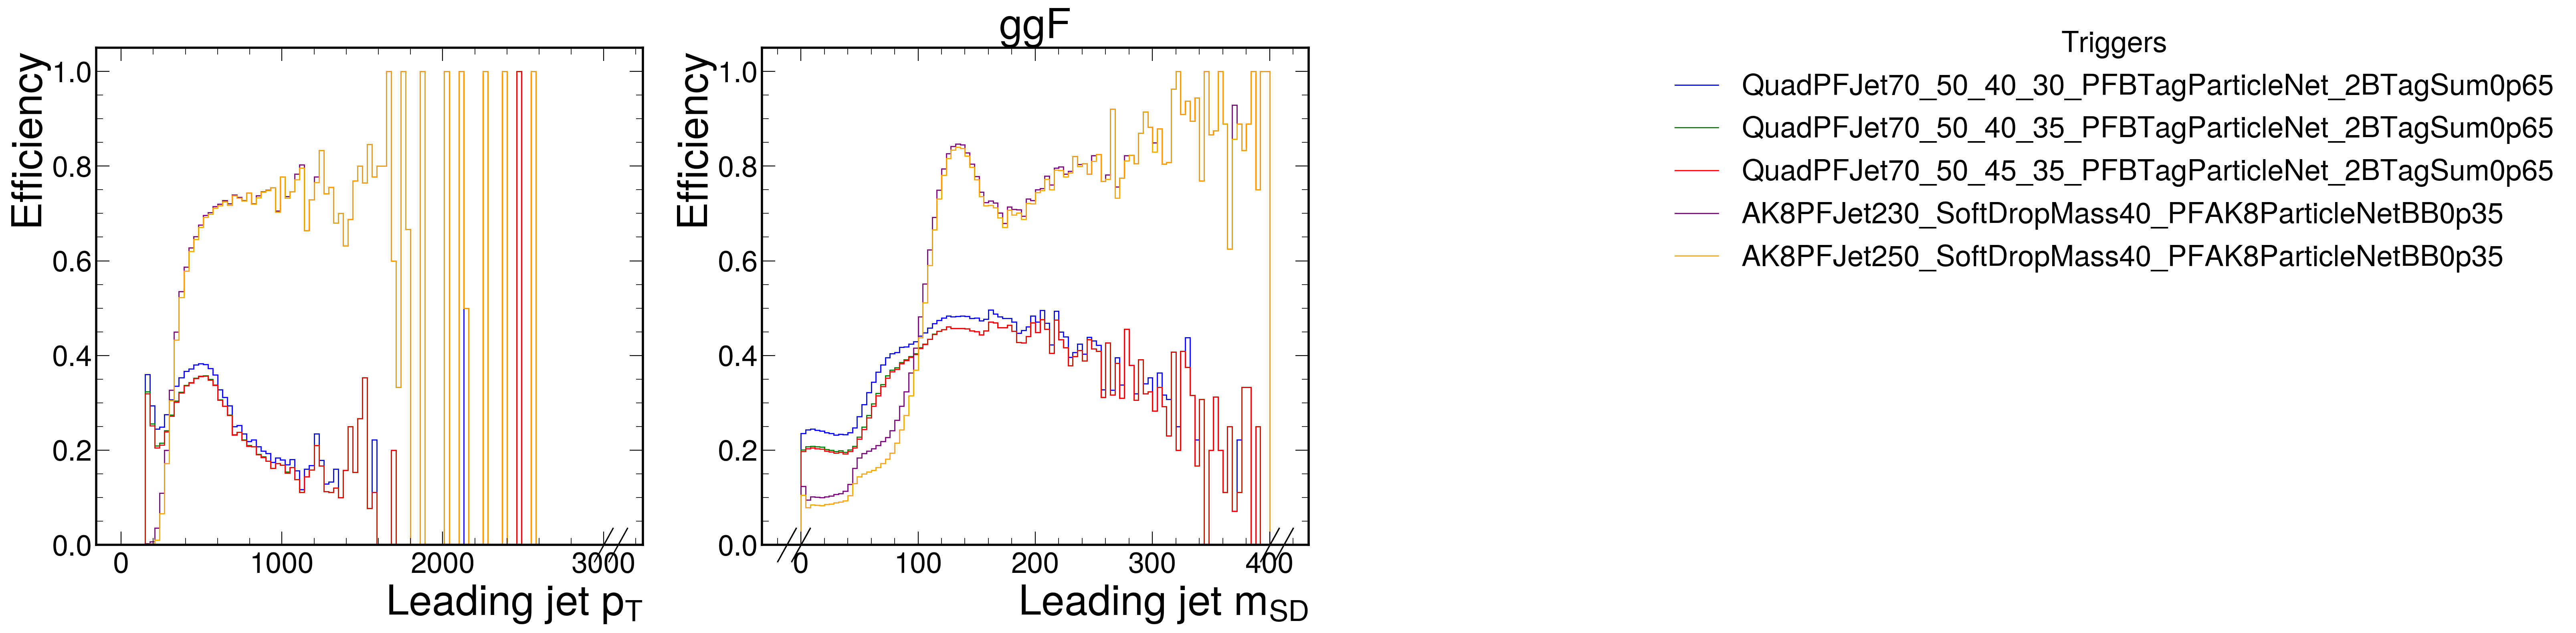 ggF
Efficiency
1.0
0.8
0.6
0.4
0.2
0.0
0 1000 2000 3000
Leading jet pT
Efficiency
1.0
0.8
0.6
0.4
0.2
0.0
0 100 200 300 400
Leading jet mSD
Triggers
QuadPFJet70_50_40_30_PFBTagParticleNet_2BTagSum0p65
QuadPFJet70_50_40_35_PFBTagParticleNet_2BTagSum0p65
QuadPFJet70_50_45_35_PFBTagParticleNet_2BTagSum0p65
AK8PFJet230_SoftDropMass40_PFAK8ParticleNetBB0p35
AK8PFJet250_SoftDropMass40_PFAK8ParticleNetBB0p35